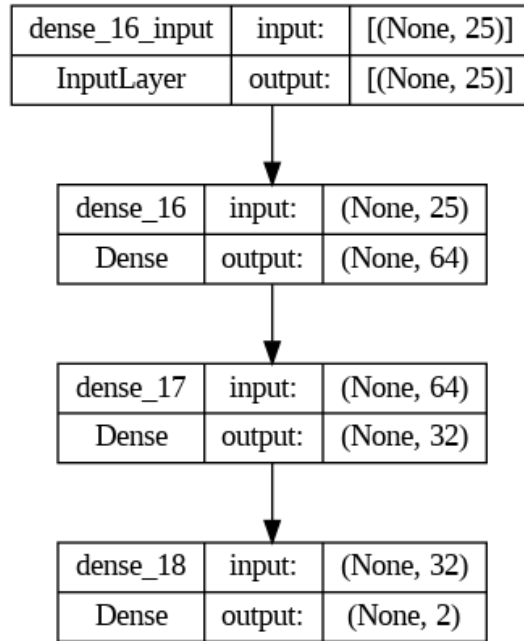 dense_16_input input: [(None, 25)]
InputLayer output: [(None, 25)]
dense_16 input: (None, 25)
Dense output: (None, 64)
dense_17 input: (None, 64)
Dense output: (None, 32)
dense_18 input: (None, 32)
Dense output: (None, 2)